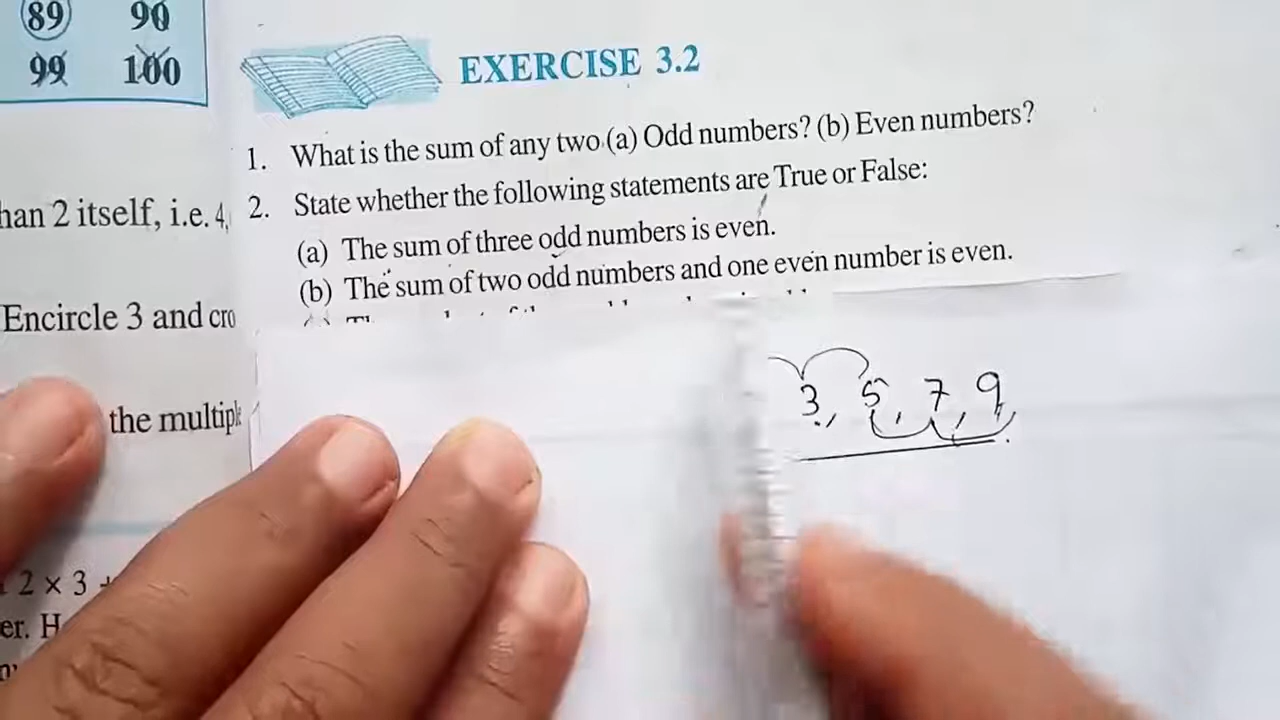 89 90
99 100
EXERCISE 3.2
1. What is the sum of any two (a) Odd numbers? (b) Even numbers?
2. State whether the following statements are True or False:
(a) The sum of three odd numbers is even.
(b) The sum of two odd numbers and one even number is even.
han 2 itself, i.e. 4,
Encircle 3 and cro
the multipl
2 × 3 +
er. H
3, 5, 7, 9,